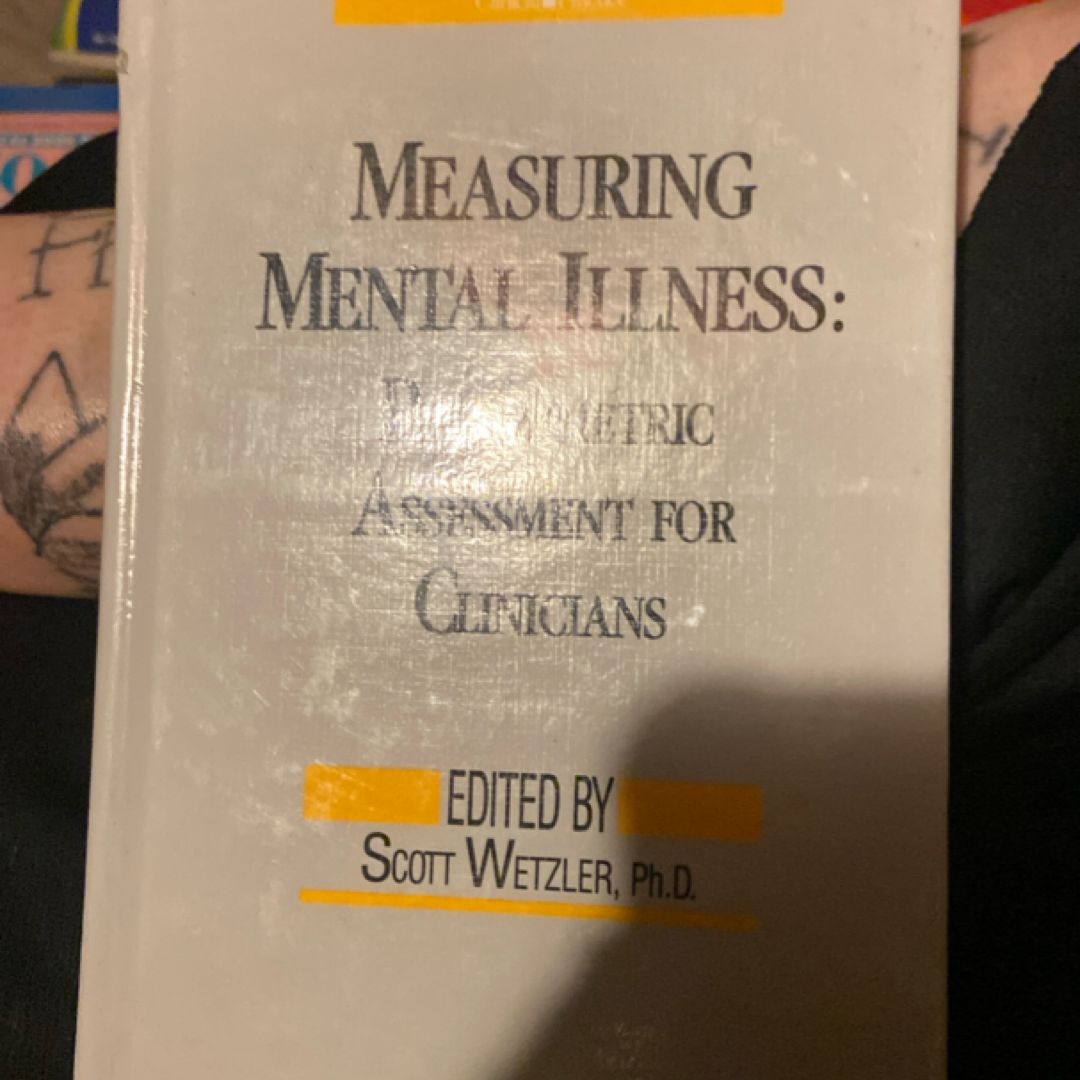 MEASURING
MENTAL ILLNESS:
ASSESSMENT FOR
CLINICIANS
EDITED BY
SCOTT WETZLER, Ph.D.